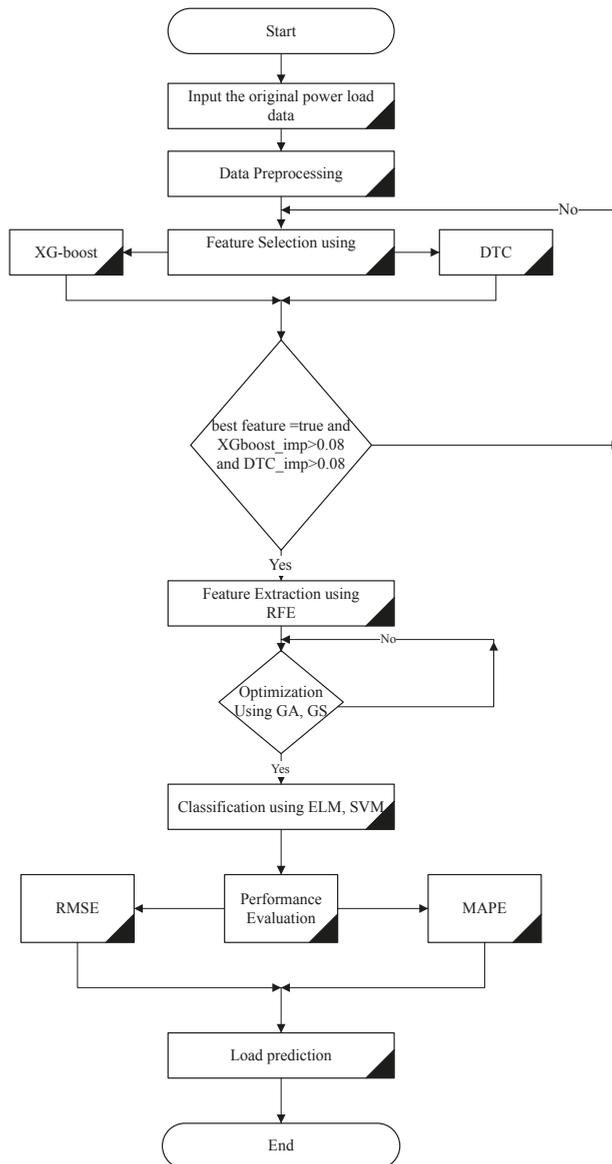 Start
Input the original power load
data
Data Preprocessing
No
XG-boost
Feature Selection using
DTC
best feature =true and
XGboost_imp>0.08
and DTC_imp>0.08
Yes
Feature Extraction using
RFE
No
Optimization
Using GA, GS
Yes
Classification using ELM, SVM
RMSE
Performance
Evaluation
MAPE
Load prediction
End